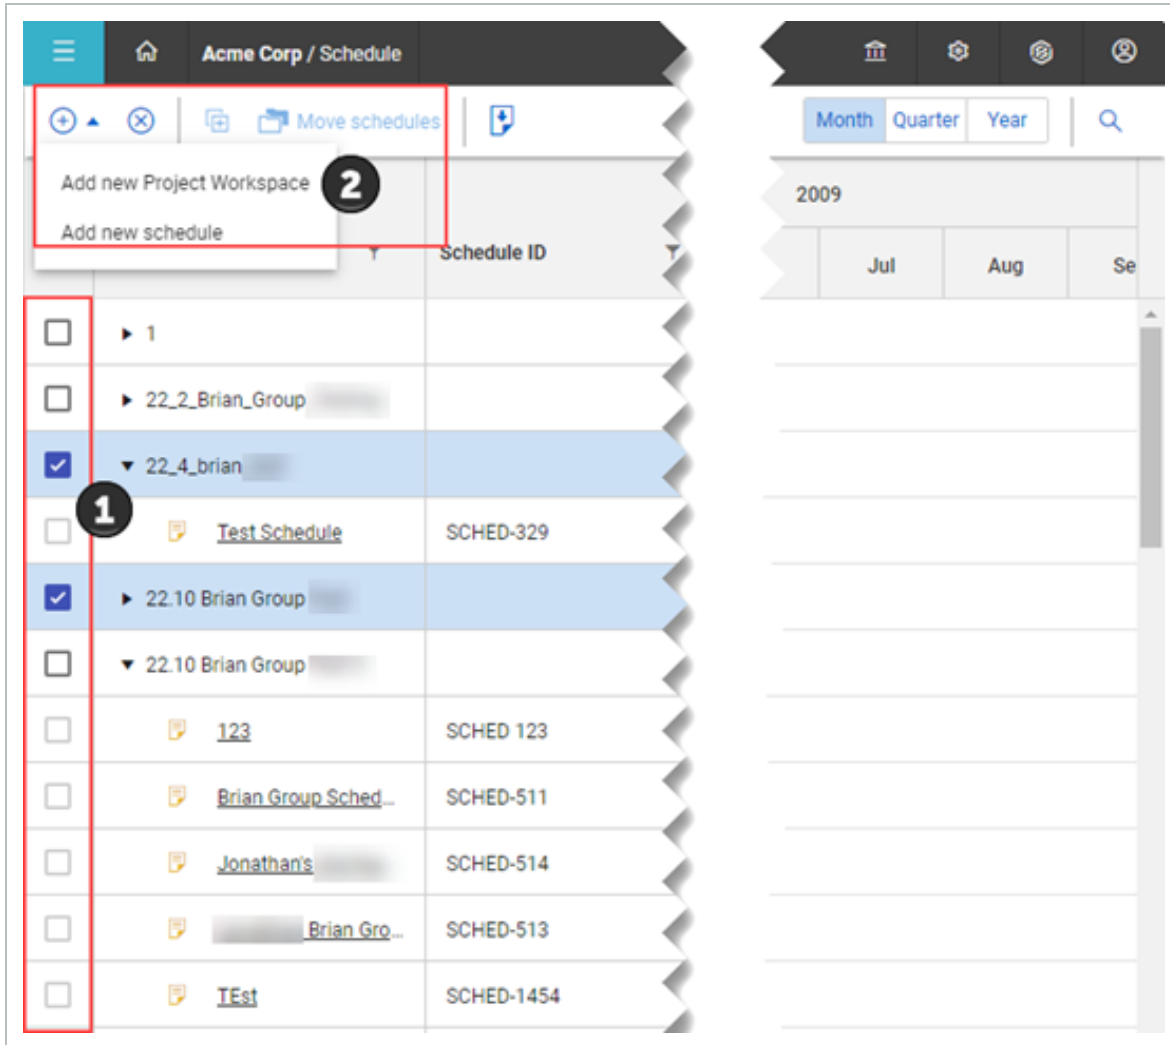 Acme Corp / Schedule
Move schedules
Month Quarter Year
Add new Project Workspace 2
Add new schedule
2009
Schedule ID
Jul Aug Se
1
22_2_Brian_Group
22_4_brian
1
Test Schedule SCHED-329
22.10 Brian Group
22.10 Brian Group
123 SCHED 123
Brian Group Sched... SCHED-511
Jonathan's SCHED-514
Brian Gro... SCHED-513
TEst SCHED-1454